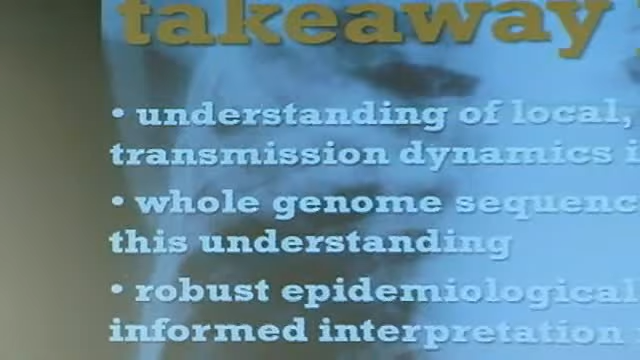 takeaway
• understanding of local,
transmission dynamics
• whole genome
this understanding
• robust epidemiological
informed interpretation